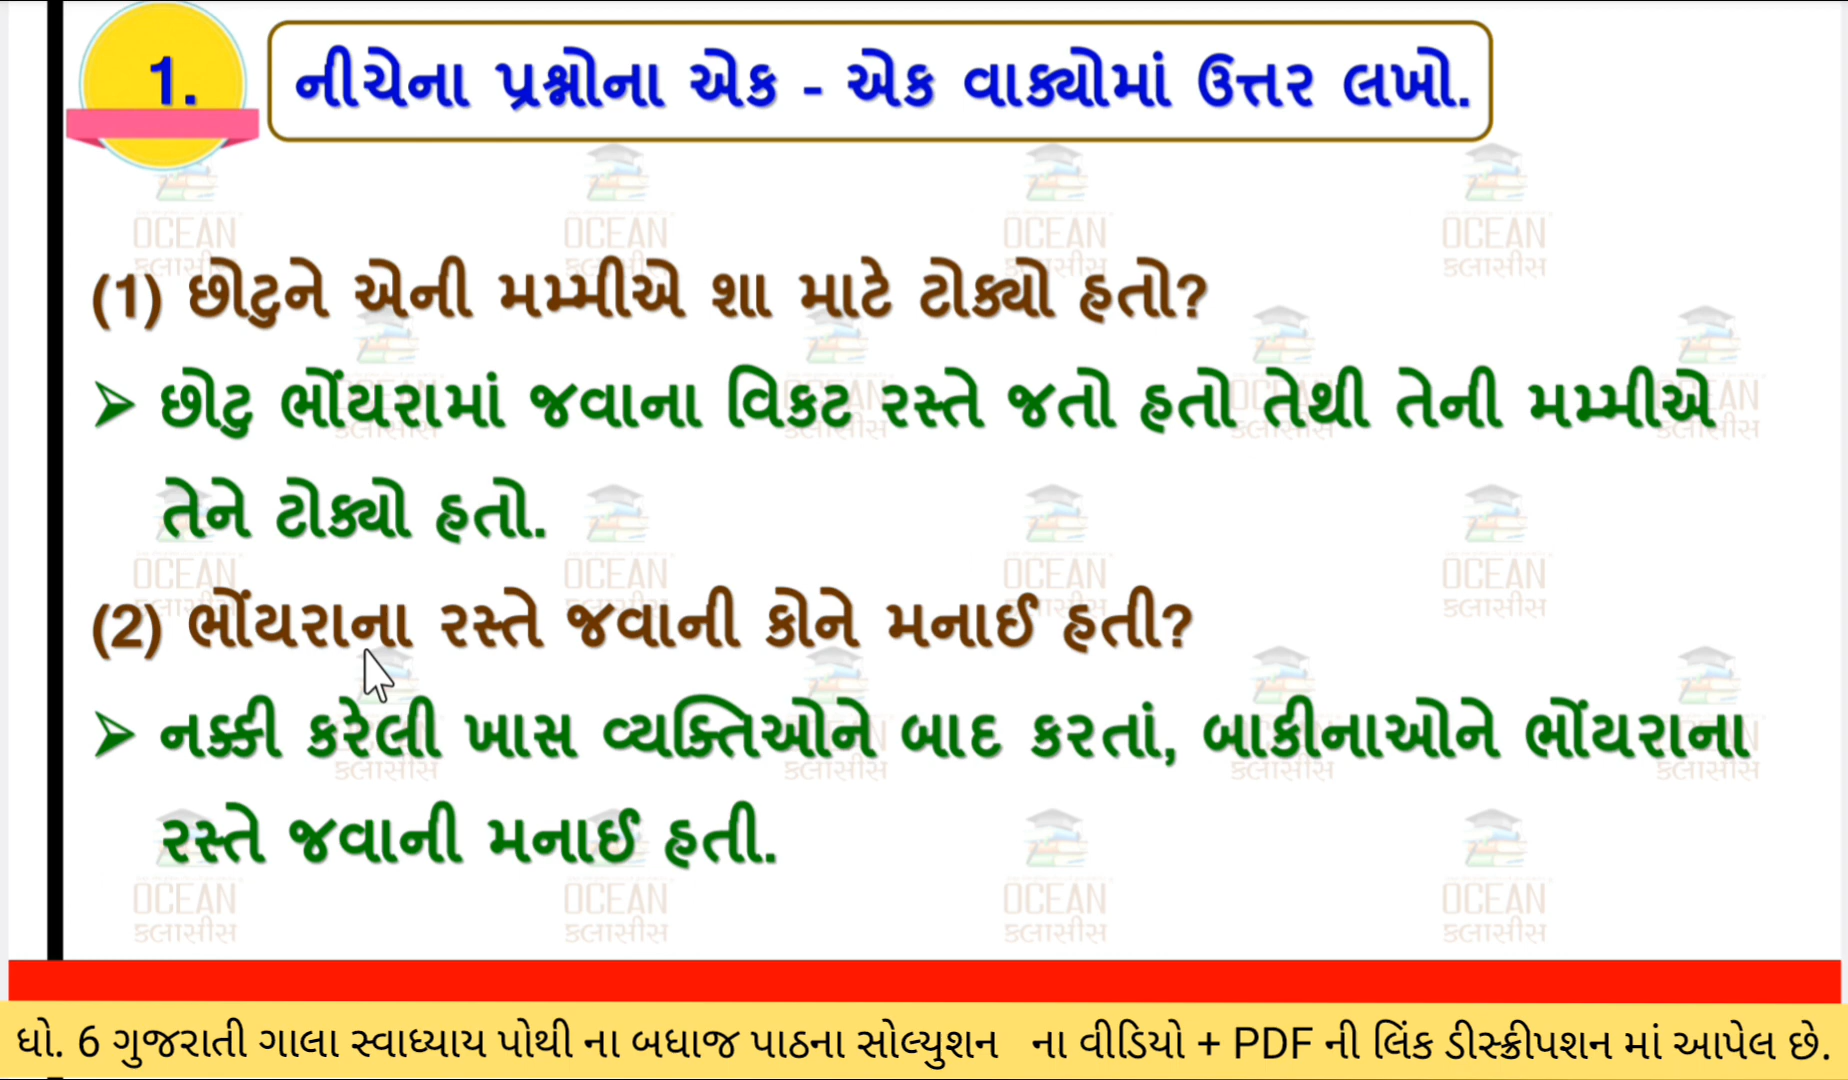 1.
નીચેના પ્રશ્નોના એક - એક વાક્યોમાં ઉત્તર લખો.
(1) છોટુને એની મમ્મીએ શા માટે ટોક્યો હતો?
➢ છોટુ ભોંયરામાં જવાના વિકટ રસ્તે જતો હતો તેથી તેની મમ્મીએ
તેને ટોક્યો હતો.
(2) ભોંયરાના રસ્તે જવાની કોને મનાઈ હતી?
➢ નક્કી કરેલી ખાસ વ્યક્તિઓને બાદ કરતાં, બાકીનાઓને ભોંયરાના
રસ્તે જવાની મનાઈ હતી.
OCEAN
ક્લાસીસ
ધો. 6 ગુજરાતી ગાલા સ્વાધ્યાય પોથી ના બધાજ પાઠના સોલ્યુશન ના વીડિયો + PDF ની લિંક ડીસ્ક્રીપશન માં આપેલ છે.